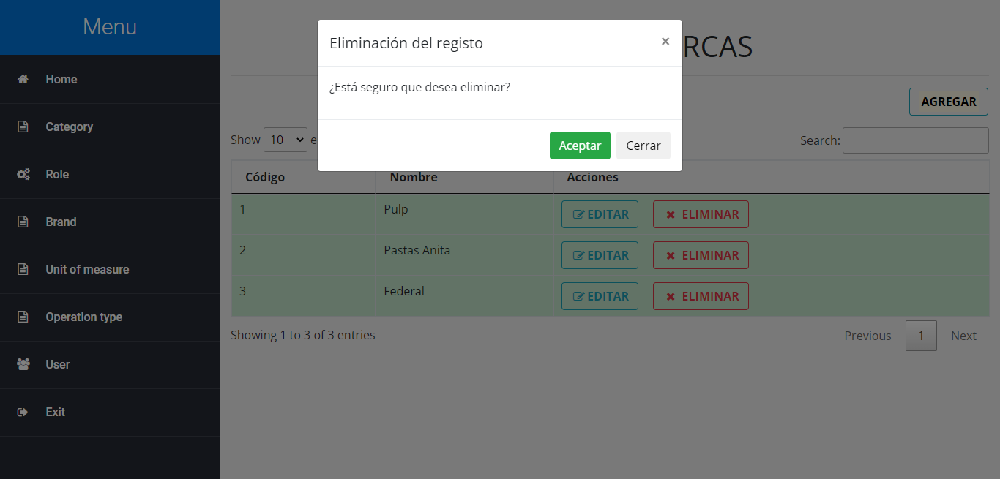 Menu
Home
Category
Role
Brand
Unit of measure
Operation type
User
Exit
Eliminación del registo ×
¿Está seguro que desea eliminar?
Aceptar Cerrar
RCAS
AGREGAR
Show 10 e
Search:
Código Nombre Acciones
1 Pulp EDITAR ELIMINAR
2 Pastas Anita EDITAR ELIMINAR
3 Federal EDITAR ELIMINAR
Showing 1 to 3 of 3 entries
Previous 1 Next